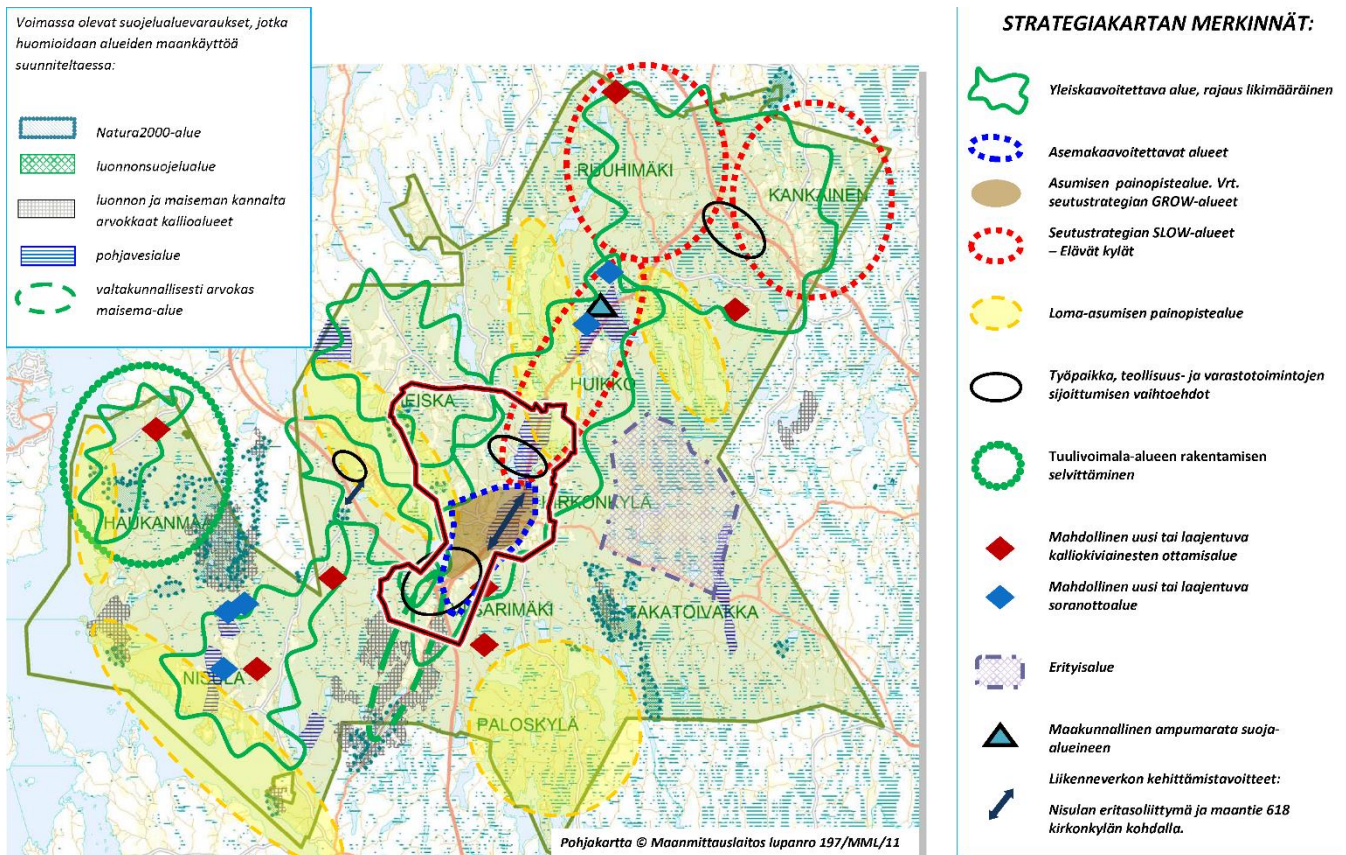 Voimassa olevat suojelualuevaraukset, jotka
huomioidaan alueiden maankäyttöä
suunniteltaessa:
Natura2000-alue
luonnonsuojelualue
luonnon ja maiseman kannalta
arvokkaat kallioalueet
pohjavesialue
valtakunnallisesti arvokas
maisema-alue
RUUHIMÄKI
KANKAINEN
HUIKKO
HAUKANMAA
TAKATOIVAKKA
NISULA
PALOSKYLÄ
Pohjakartta © Maanmittauslaitos lupanro 197/MML/11
STRATEGIAKARTAN MERKINNÄT:
Yleiskaavoitettava alue, rajaus likimääräinen
Asemakaavoitettavat alueet
Asumisen painopistealue. Vrt.
seutustrategian GROW-alueet
Seutustrategian SLOW-alueet
– Elävät kylät
Loma-asumisen painopistealue
Työpaikka, teollisuus- ja varastotoimintojen
sijoittumisen vaihtoehdot
Tuulivoimala-alueen rakentamisen
selvittäminen
Mahdollinen uusi tai laajentuva
kalliokiviainesten ottamisalue
Mahdollinen uusi tai laajentuva
soranottoalue
Erityisalue
Maakunnallinen ampumarata suoja-
alueineen
Liikenneverkon kehittämistavoitteet:
Nisulan eritasoliittymä ja maantie 618
kirkonkylän kohdalla.